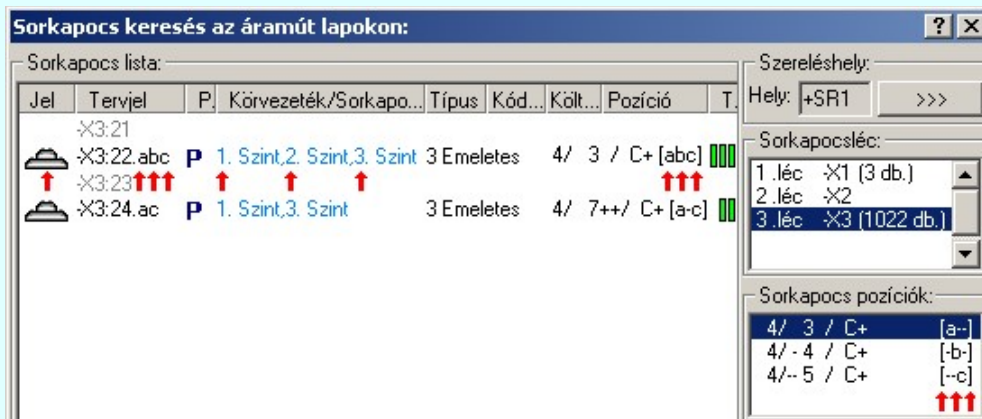 Sorkapocs keresés az áramút lapokon:
Sorkapocs lista:
Jel Tervjel P. Körvezeték/Sorkapo... Típus Kód... Költ... Pozíció T.
-X3:21
-X3:22.abc P 1. Szint,2. Szint,3. Szint 3 Emeletes 4/ 3 / C+ [abc]
-X3:23
-X3:24.ac P 1. Szint,3. Szint 3 Emeletes 4/ 7++/ C+ [a-c]
Szereléshely:
Hely: +SR1 >>>
Sorkapocsléc:
1 .léc -X1 (3 db.)
2 .léc -X2
3 .léc -X3 (1022 db.)
Sorkapocs pozíciók:
4/ 3 / C+ [a--]
4/ - 4 / C+ [-b-]
4/-- 5 / C+ [--c]